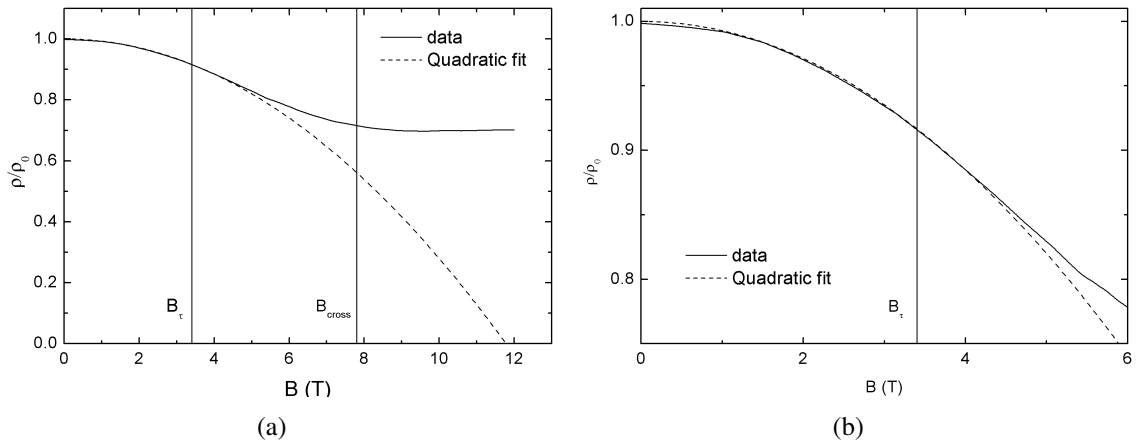 1.0
0.8
0.6
0.4
0.2
0.0
ρ/ρ₀
data
Quadratic fit
Bτ
Bcross
0 2 4 6 8 10 12
B (T)
(a)
1.0
0.9
0.8
ρ/ρ₀
data
Quadratic fit
Bτ
0 2 4 6
B (T)
(b)